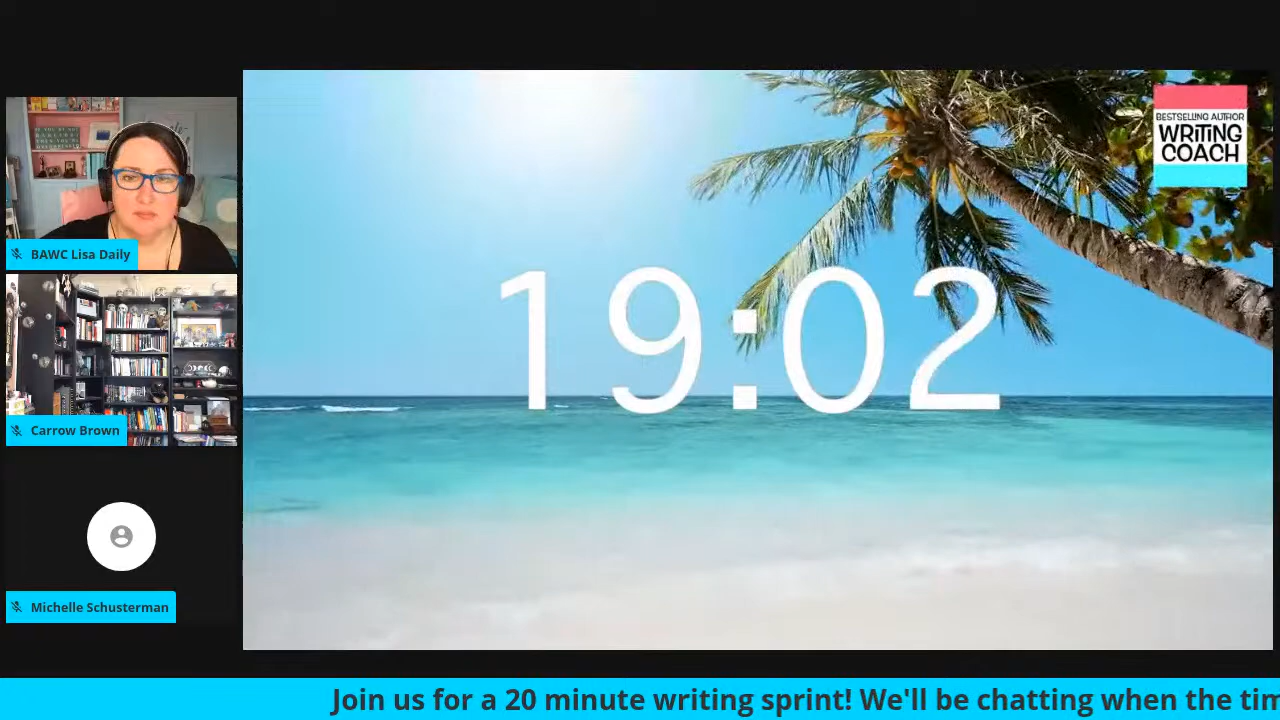 BESTSELLING AUTHOR
WRITING
COACH
19:02
BAWC Lisa Daily
Carrow Brown
Michelle Schusterman
Join us for a 20 minute writing sprint! We'll be chatting when the tim